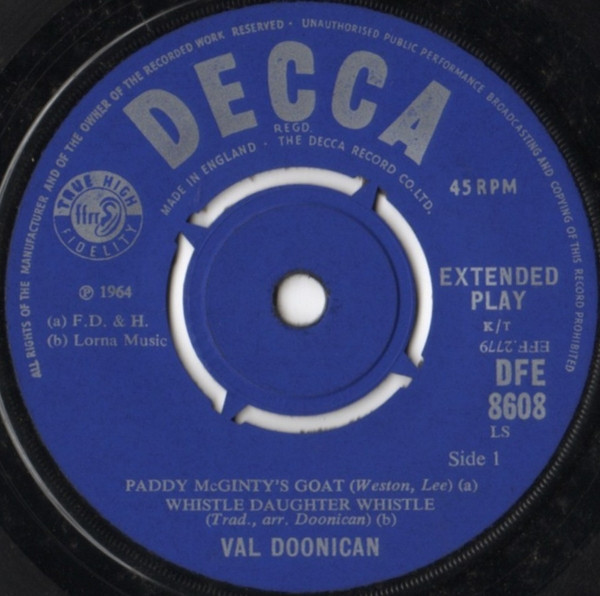 ALL RIGHTS OF THE MANUFACTURER AND OF THE OWNER OF THE RECORDED WORK RESERVED · UNAUTHORISED PUBLIC PERFORMANCE BROADCASTING AND COPYING OF THIS RECORD PROHIBITED
DECCA
REGD.
MADE IN ENGLAND · THE DECCA RECORD CO. LTD.
45 RPM
TRUE HIGH
ffrr
FIDELITY
℗ 1964
(a) F.D. & H.
(b) Lorna Music
EXTENDED
PLAY
K/T
EFF.2779
DFE
8608
LS
Side 1
PADDY McGINTY'S GOAT (Weston, Lee) (a)
WHISTLE DAUGHTER WHISTLE
(Trad., arr. Doonican) (b)
VAL DOONICAN